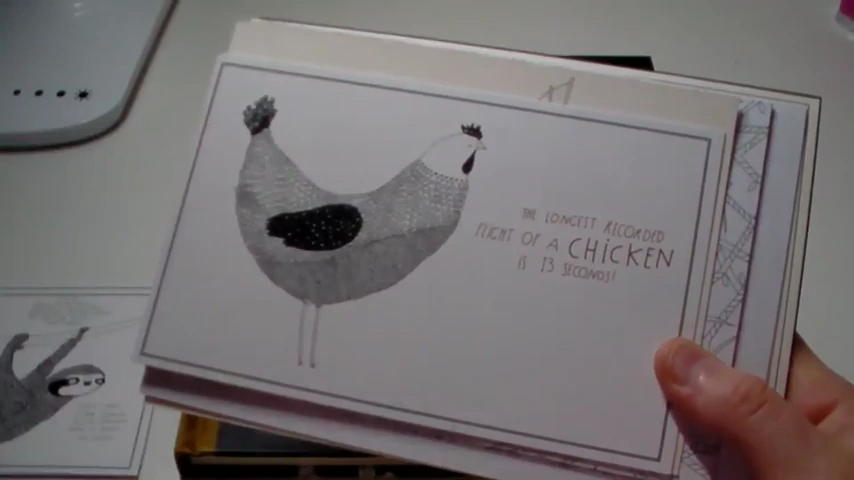 THE LONGEST RECORDED
FLIGHT OF A CHICKEN
IS 13 SECONDS!